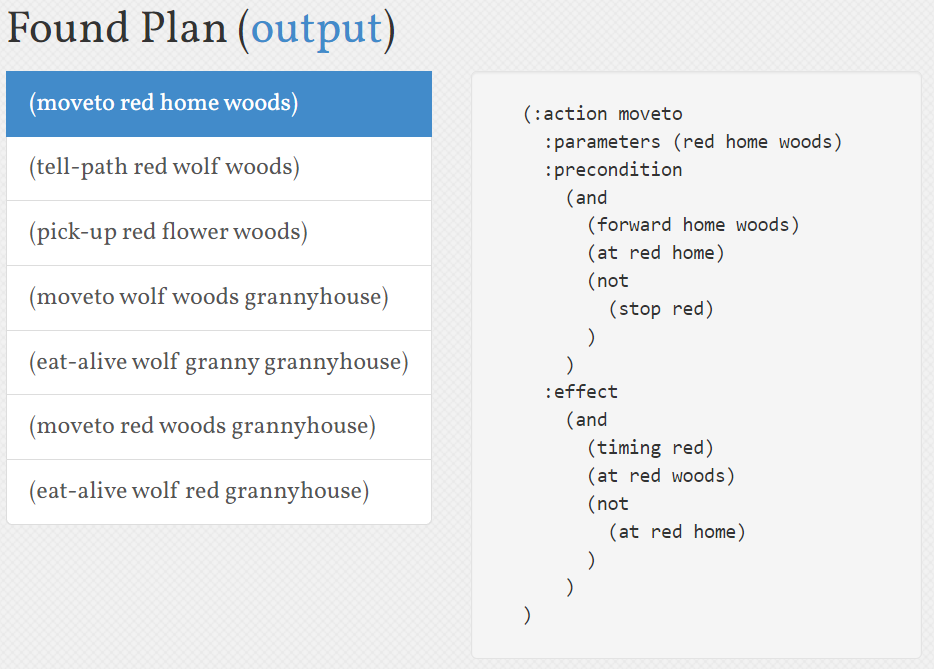 Found Plan (output)
(moveto red home woods)
(tell-path red wolf woods)
(pick-up red flower woods)
(moveto wolf woods grannyhouse)
(eat-alive wolf granny grannyhouse)
(moveto red woods grannyhouse)
(eat-alive wolf red grannyhouse)
(:action moveto
  :parameters (red home woods)
  :precondition
    (and
      (forward home woods)
      (at red home)
      (not
        (stop red)
      )
    )
  :effect
    (and
      (timing red)
      (at red woods)
      (not
        (at red home)
      )
    )
)